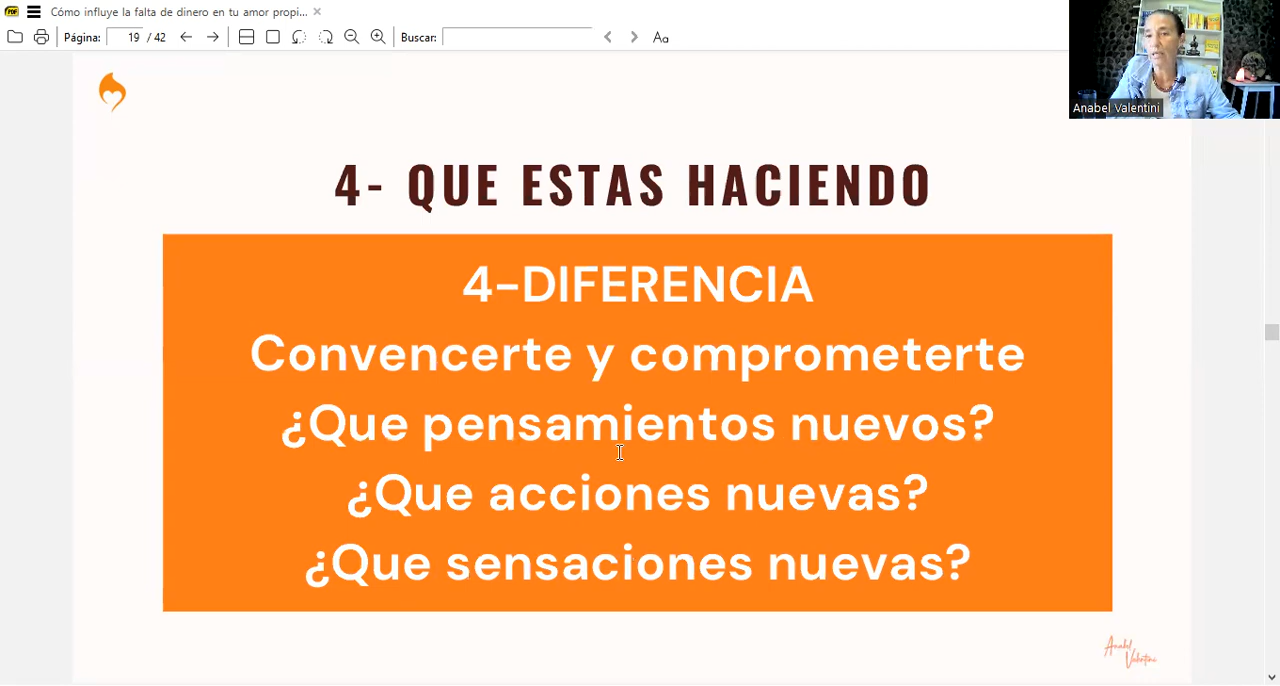 Cómo influye la falta de dinero en tu amor propi...
Página: 19 / 42 Buscar: Aa
Anabel Valentini
4- QUE ESTAS HACIENDO
4-DIFERENCIA
Convencerte y comprometerte
¿Que pensamientos nuevos?
¿Que acciones nuevas?
¿Que sensaciones nuevas?
Anabel
Valentini